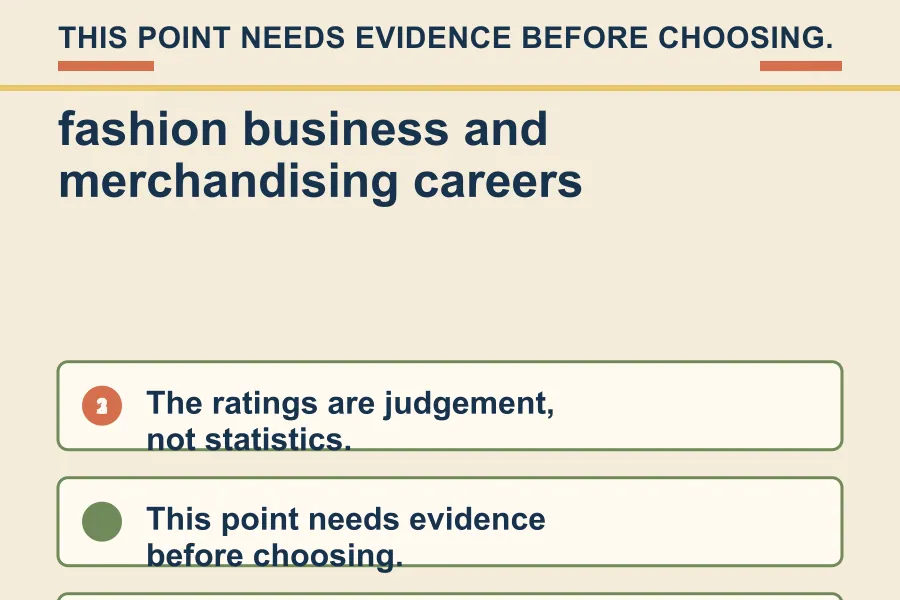 THIS POINT NEEDS EVIDENCE BEFORE CHOOSING.
fashion business and
merchandising careers
The ratings are judgement,
not statistics.
This point needs evidence
before choosing.